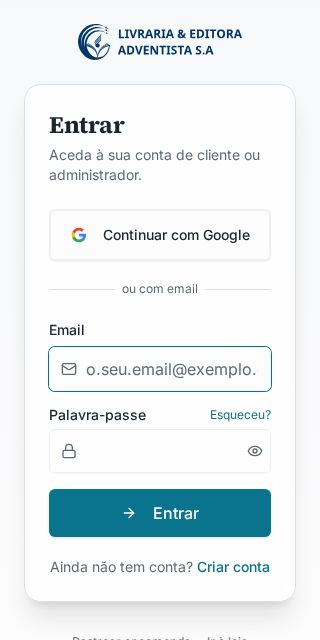 LIVRARIA & EDITORA
ADVENTISTA S.A
Entrar
Aceda à sua conta de cliente ou
administrador.
Continuar com Google
ou com email
Email
o.seu.email@exemplo.
Palavra-passe Esqueceu?
Entrar
Ainda não tem conta? Criar conta